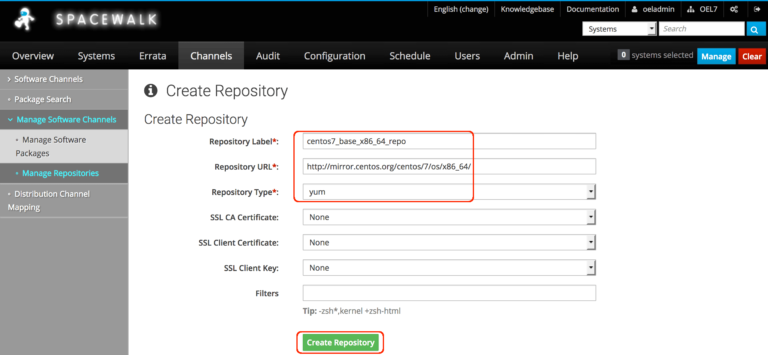 English (change) Knowledgebase Documentation oeladmin OEL7
SPACEWALK
Systems Search
Overview Systems Errata Channels Audit Configuration Schedule Users Admin Help 0 systems selected Manage Clear
Software Channels
Package Search
Manage Software Channels
Manage Software
Packages
Manage Repositories
Distribution Channel
Mapping
Create Repository
Create Repository
Repository Label*: centos7_base_x86_64_repo
Repository URL*: http://mirror.centos.org/centos/7/os/x86_64/
Repository Type*: yum
SSL CA Certificate: None
SSL Client Certificate: None
SSL Client Key: None
Filters
Tip: -zsh*,kernel +zsh-html
Create Repository